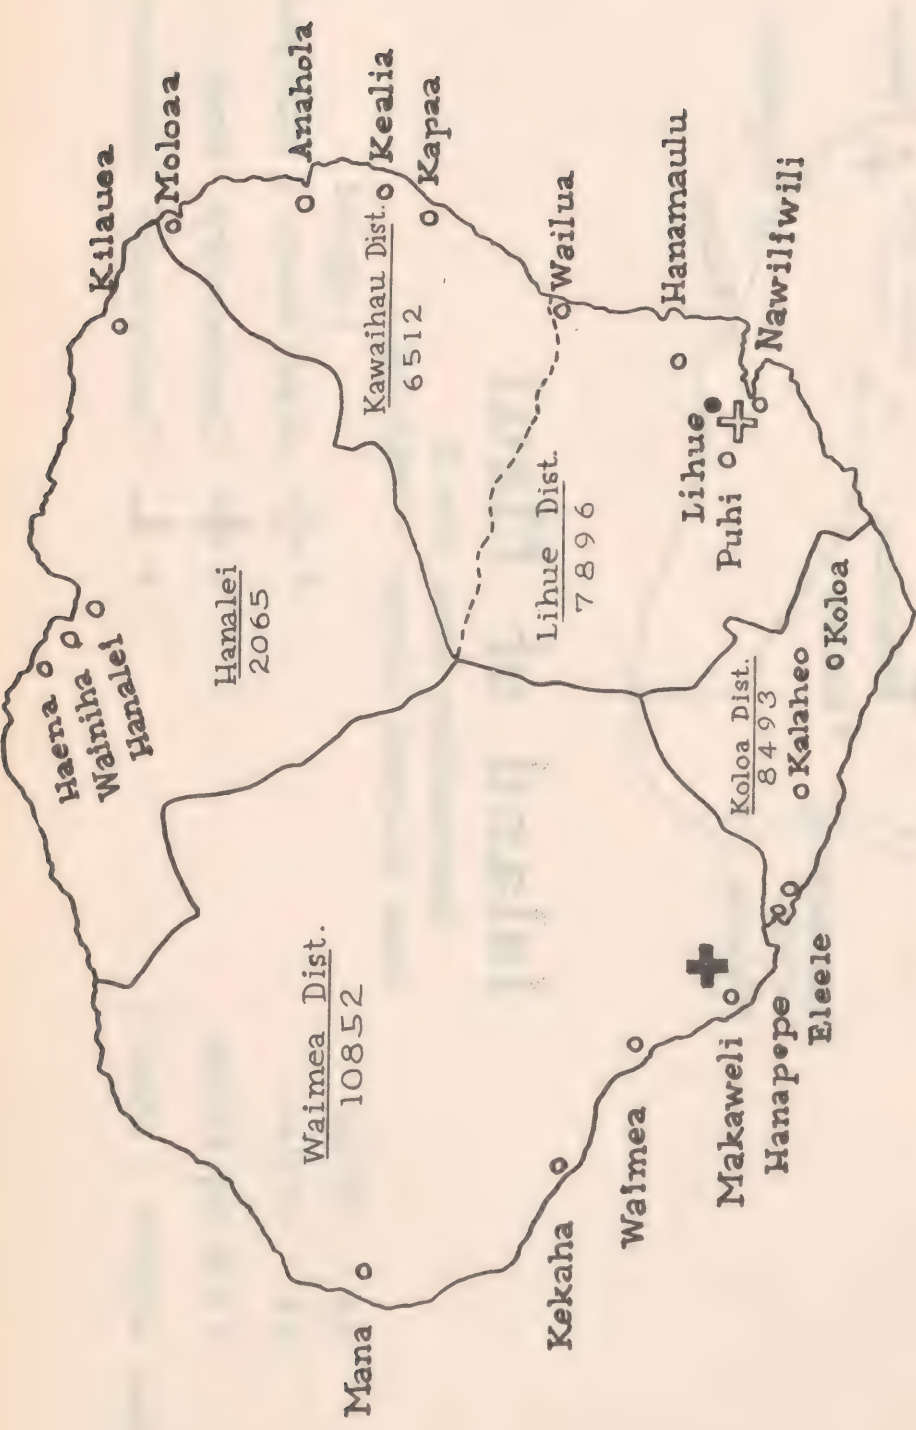 Kilauea
Moloaa
Anahola
Kealia
Kapaa
Haena
Wainiha
Hanalei
Hanalei
2065
Kawaihau Dist.
6512
Wailua
Hanamaulu
Nawiliwili
Lihue Dist.
7896
Lihue
Puhi
Waimea Dist.
10852
Koloa Dist.
8493
Kalaheo
Koloa
Mana
Kekaha
Waimea
Makaweli
Hanapepe
Eleele